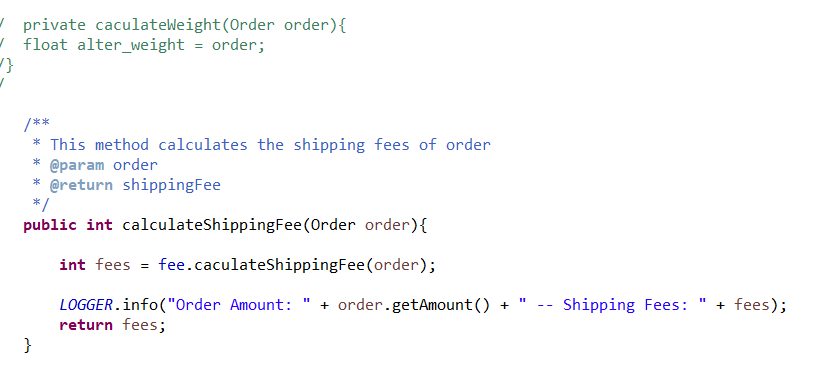 /  private caculateWeight(Order order){
/  float alter_weight = order;
/}
/
/**
* This method calculates the shipping fees of order
* @param order
* @return shippingFee
*/
public int calculateShippingFee(Order order){
int fees = fee.caculateShippingFee(order);
LOGGER.info("Order Amount: " + order.getAmount() + " -- Shipping Fees: " + fees);
return fees;
}